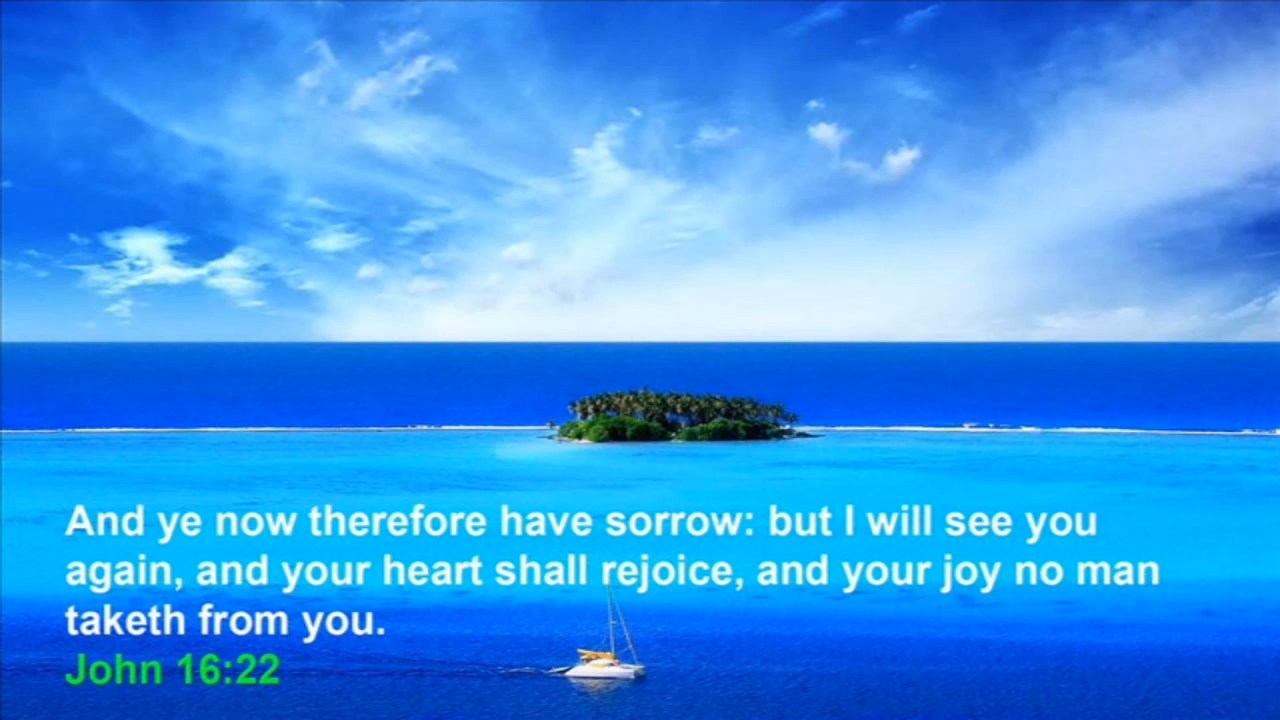 And ye now therefore have sorrow: but I will see you
again, and your heart shall rejoice, and your joy no man
taketh from you.
John 16:22